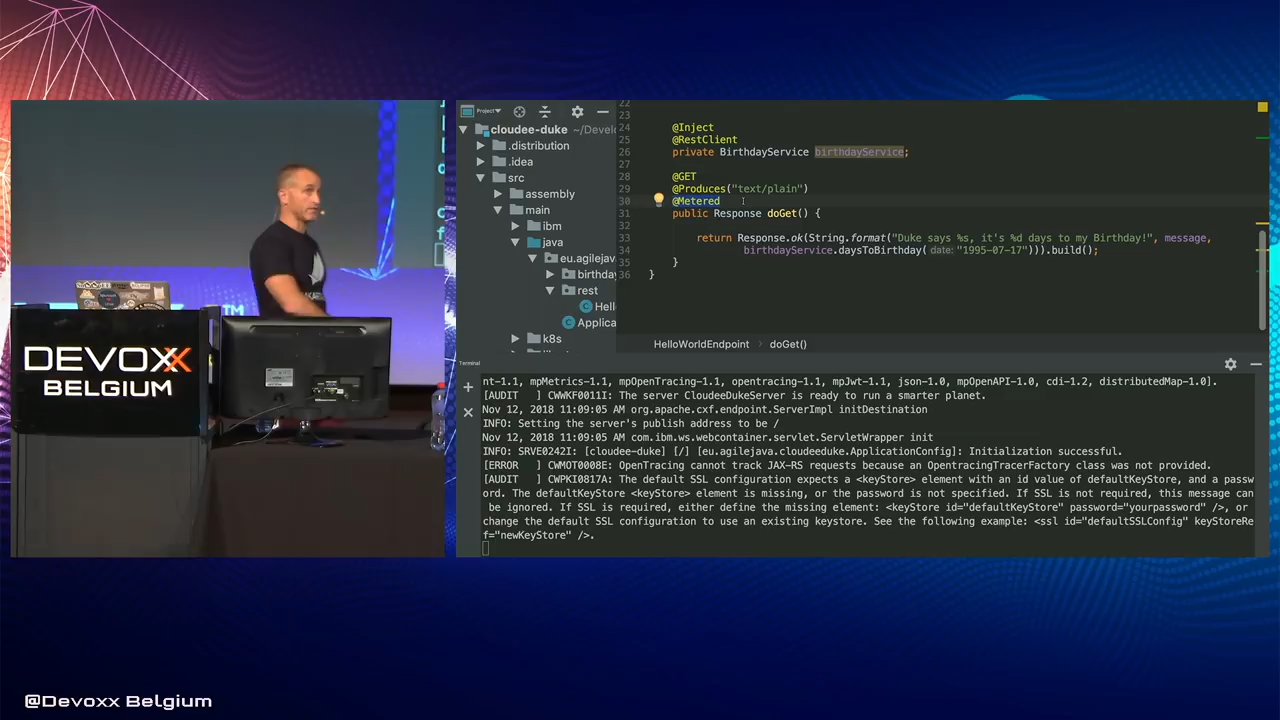 DEVOXX
BELGIUM
TM
Project
cloudee-duke ~/Develo
.distribution
.idea
src
assembly
main
ibm
java
eu.agilejav
birthday
rest
Hell
Applica
k8s
22
23
24 @Inject
25 @RestClient
26 private BirthdayService birthdayService;
27
28 @GET
29 @Produces("text/plain")
30 @Metered
31 public Response doGet() {
32
33 return Response.ok(String.format("Duke says %s, it's %d days to my Birthday!", message,
34 birthdayService.daysToBirthday( date: "1995-07-17"))).build();
35 }
36 }
HelloWorldEndpoint > doGet()
Terminal
nt-1.1, mpMetrics-1.1, mpOpenTracing-1.1, opentracing-1.1, mpJwt-1.1, json-1.0, mpOpenAPI-1.0, cdi-1.2, distributedMap-1.0].
[AUDIT ] CWWKF0011I: The server CloudeeDukeServer is ready to run a smarter planet.
Nov 12, 2018 11:09:05 AM org.apache.cxf.endpoint.ServerImpl initDestination
INFO: Setting the server's publish address to be /
Nov 12, 2018 11:09:05 AM com.ibm.ws.webcontainer.servlet.ServletWrapper init
INFO: SRVE0242I: [cloudee-duke] [/] [eu.agilejava.cloudeeduke.ApplicationConfig]: Initialization successful.
[ERROR ] CWMOT0008E: OpenTracing cannot track JAX-RS requests because an OpentracingTracerFactory class was not provided.
[AUDIT ] CWPKI0817A: The default SSL configuration expects a <keyStore> element with an id value of defaultKeyStore, and a passw
ord. The defaultKeyStore <keyStore> element is missing, or the password is not specified. If SSL is not required, this message can
be ignored. If SSL is required, either define the missing element: <keyStore id="defaultKeyStore" password="yourpassword" />, or
change the default SSL configuration to use an existing keystore. See the following example: <ssl id="defaultSSLConfig" keyStoreRe
f="newKeyStore" />.
@Devoxx Belgium